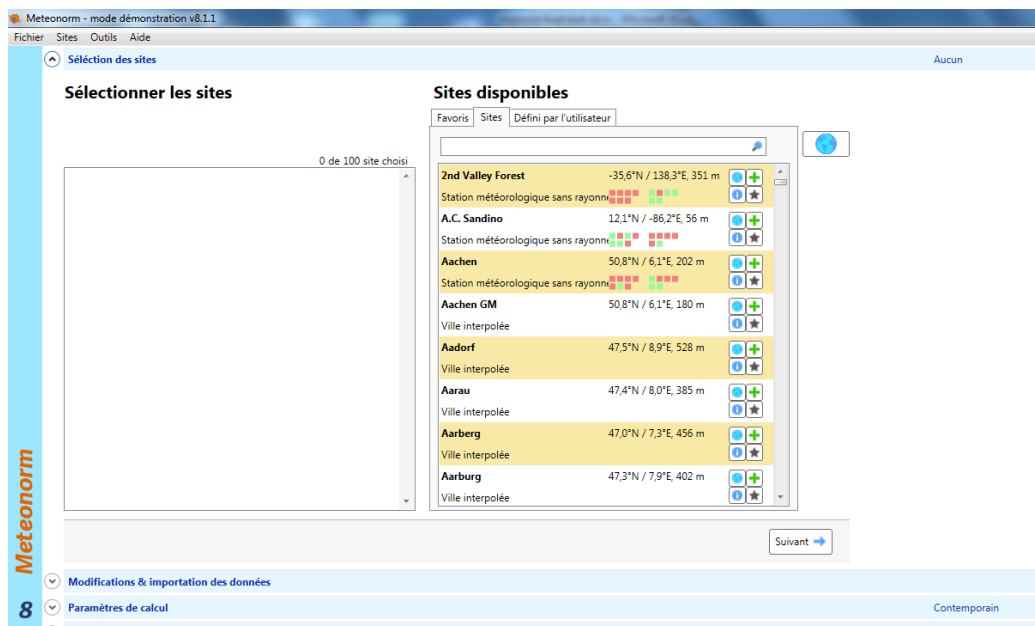 Meteonorm - mode démonstration v8.1.1
Fichier Sites Outils Aide
Séléction des sites Aucun
Sélectionner les sites
Sites disponibles
Favoris Sites Défini par l'utilisateur
0 de 100 site choisi
2nd Valley Forest -35,6°N / 138,3°E, 351 m
Station météorologique sans rayonne
A.C. Sandino 12,1°N / -86,2°E, 56 m
Station météorologique sans rayonne
Aachen 50,8°N / 6,1°E, 202 m
Station météorologique sans rayonne
Aachen GM 50,8°N / 6,1°E, 180 m
Ville interpolée
Aadorf 47,5°N / 8,9°E, 528 m
Ville interpolée
Aarau 47,4°N / 8,0°E, 385 m
Ville interpolée
Aarberg 47,0°N / 7,3°E, 456 m
Ville interpolée
Aarburg 47,3°N / 7,9°E, 402 m
Ville interpolée
Suivant
Meteonorm
8
Modifications & importation des données
Paramètres de calcul Contemporain